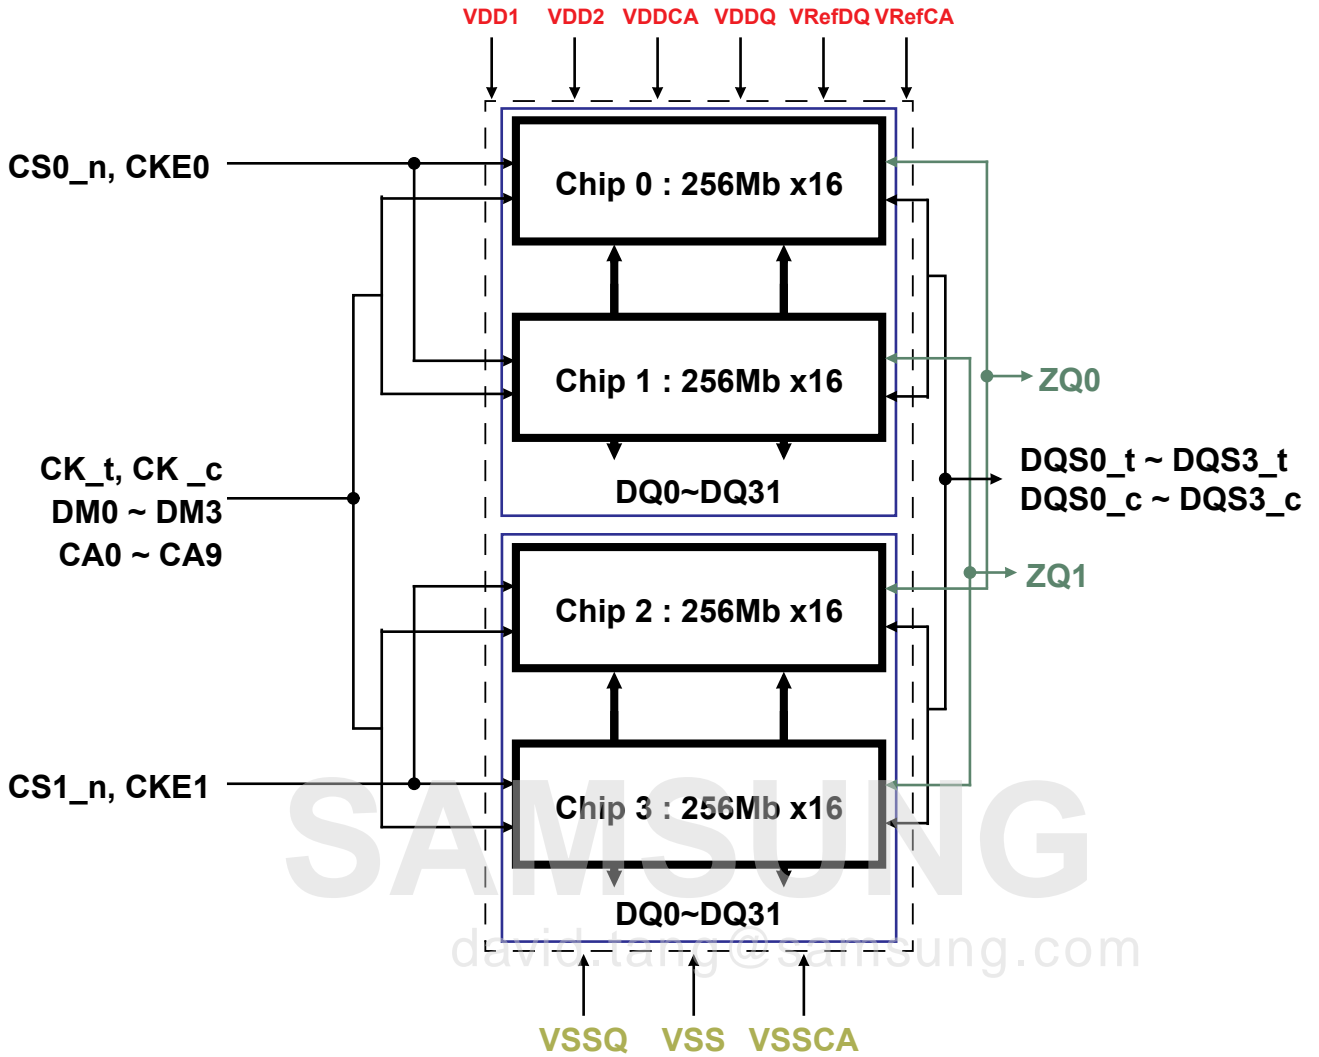 VDD1 VDD2 VDDCA VDDQ VRefDQ VRefCA
CS0_n, CKE0
Chip 0 : 256Mb x16
Chip 1 : 256Mb x16
ZQ0
CK_t, CK _c
DM0 ~ DM3
CA0 ~ CA9
DQ0~DQ31
DQS0_t ~ DQS3_t
DQS0_c ~ DQS3_c
ZQ1
Chip 2 : 256Mb x16
CS1_n, CKE1
Chip 3 : 256Mb x16
SAMSUNG
DQ0~DQ31
david.tang@samsung.com
VSSQ VSS VSSCA